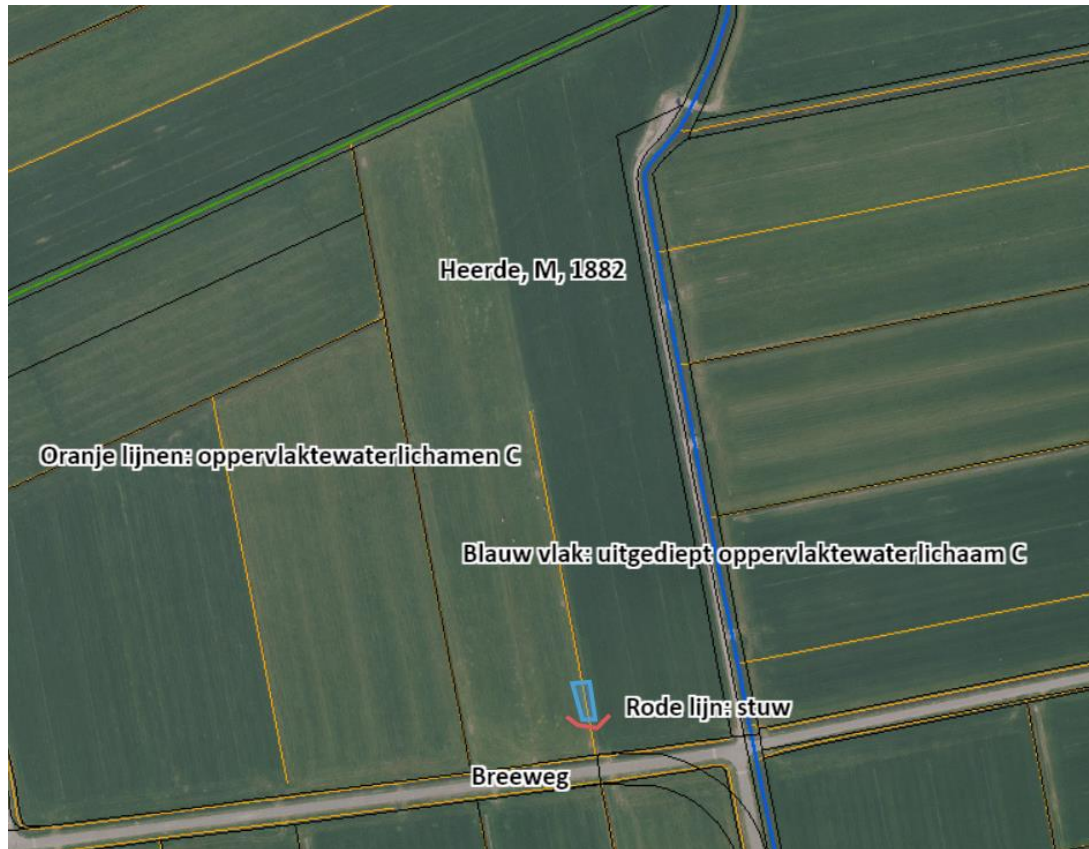 Heerde, M, 1882
Oranje lijnen: oppervlaktewaterlichamen C
Blauw vlak: uitgediept oppervlaktewaterlichaam C
Rode lijn: stuw
Breeweg